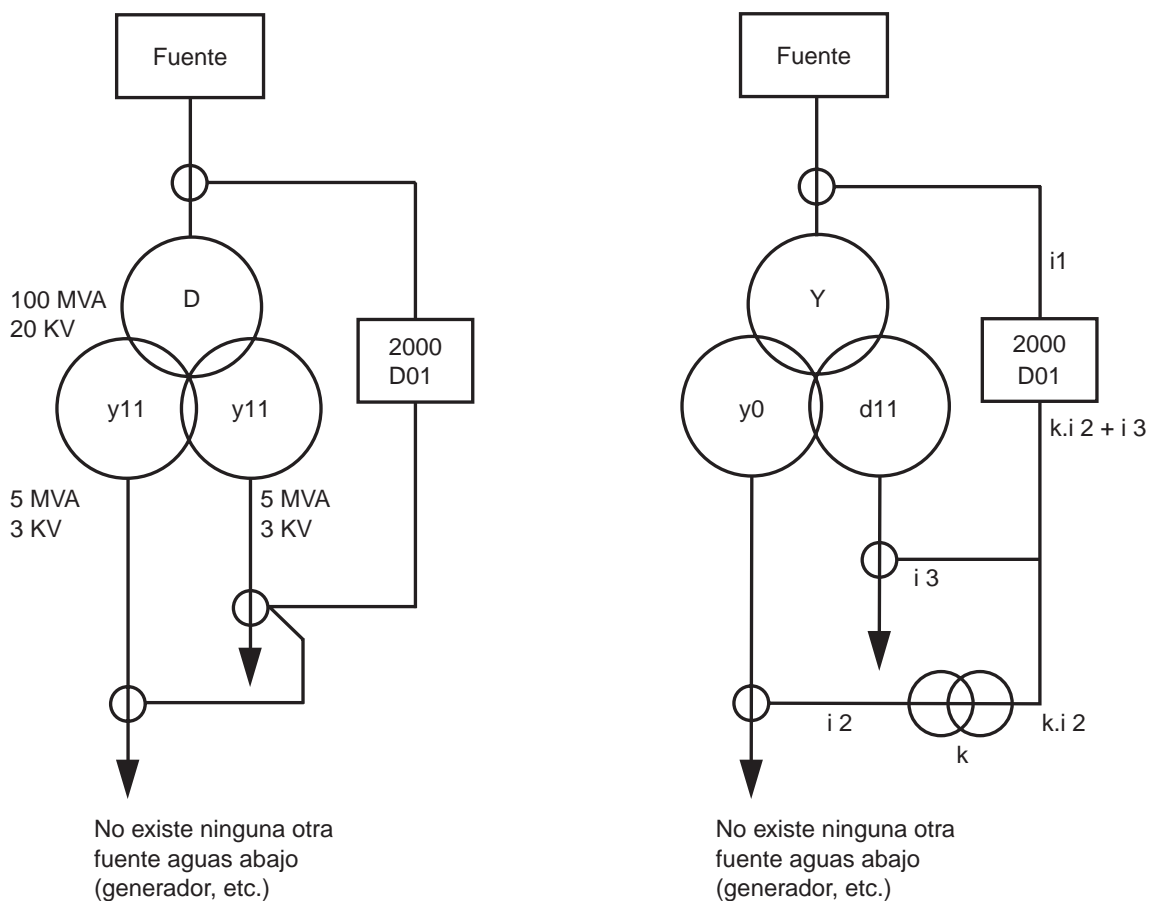 Fuente
D
100 MVA
20 KV
y11
y11
2000
D01
5 MVA
3 KV
5 MVA
3 KV
No existe ninguna otra
fuente aguas abajo
(generador, etc.)
Fuente
Y
i1
y0
d11
2000
D01
k.i 2 + i 3
i 3
i 2
k
k.i 2
No existe ninguna otra
fuente aguas abajo
(generador, etc.)